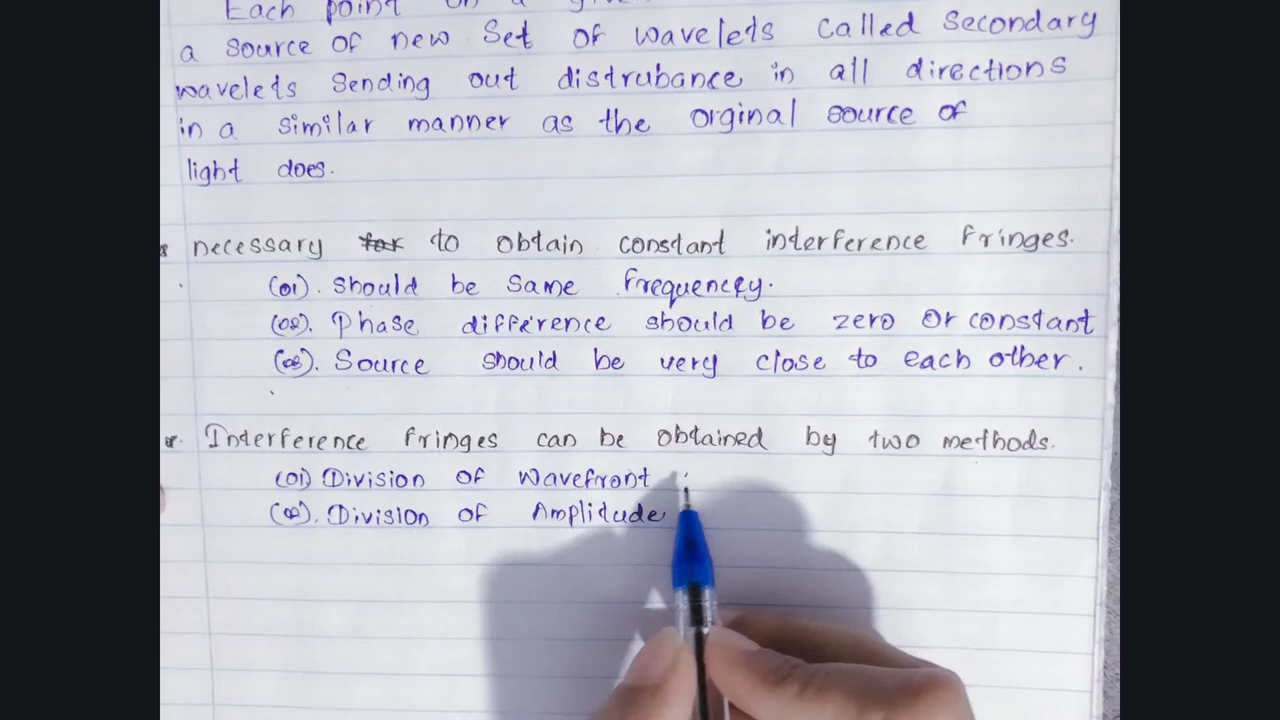 Each point on a
a source of new set of wavelets called secondary
wavelets sending out distrubance in all directions
in a similar manner as the orginal source of
light does.
necessary to obtain constant interference fringes.
(01). Should be same frequency.
(02). Phase difference should be zero or constant
(03). Source should be very close to each other.
Interference fringes can be obtained by two methods.
(01) Division of wavefront
(02). Division of Amplitude